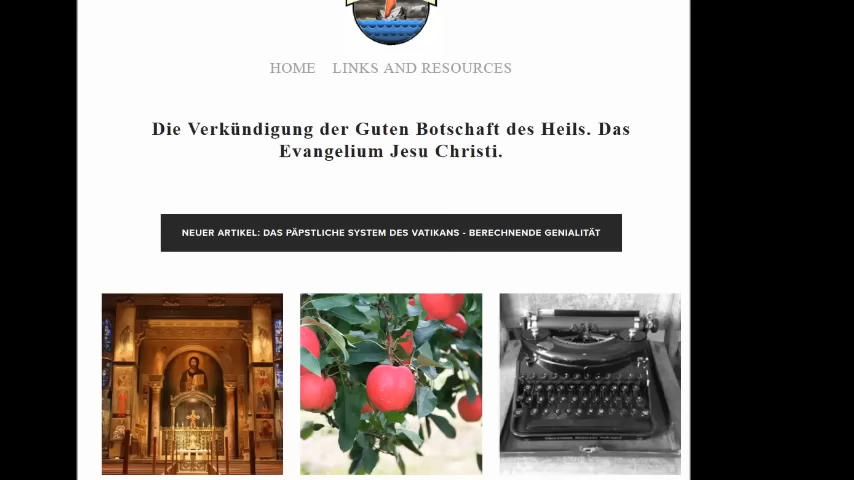 HOME LINKS AND RESOURCES
Die Verkündigung der Guten Botschaft des Heils. Das
Evangelium Jesu Christi.
NEUER ARTIKEL: DAS PÄPSTLICHE SYSTEM DES VATIKANS - BERECHNENDE GENIALITÄT